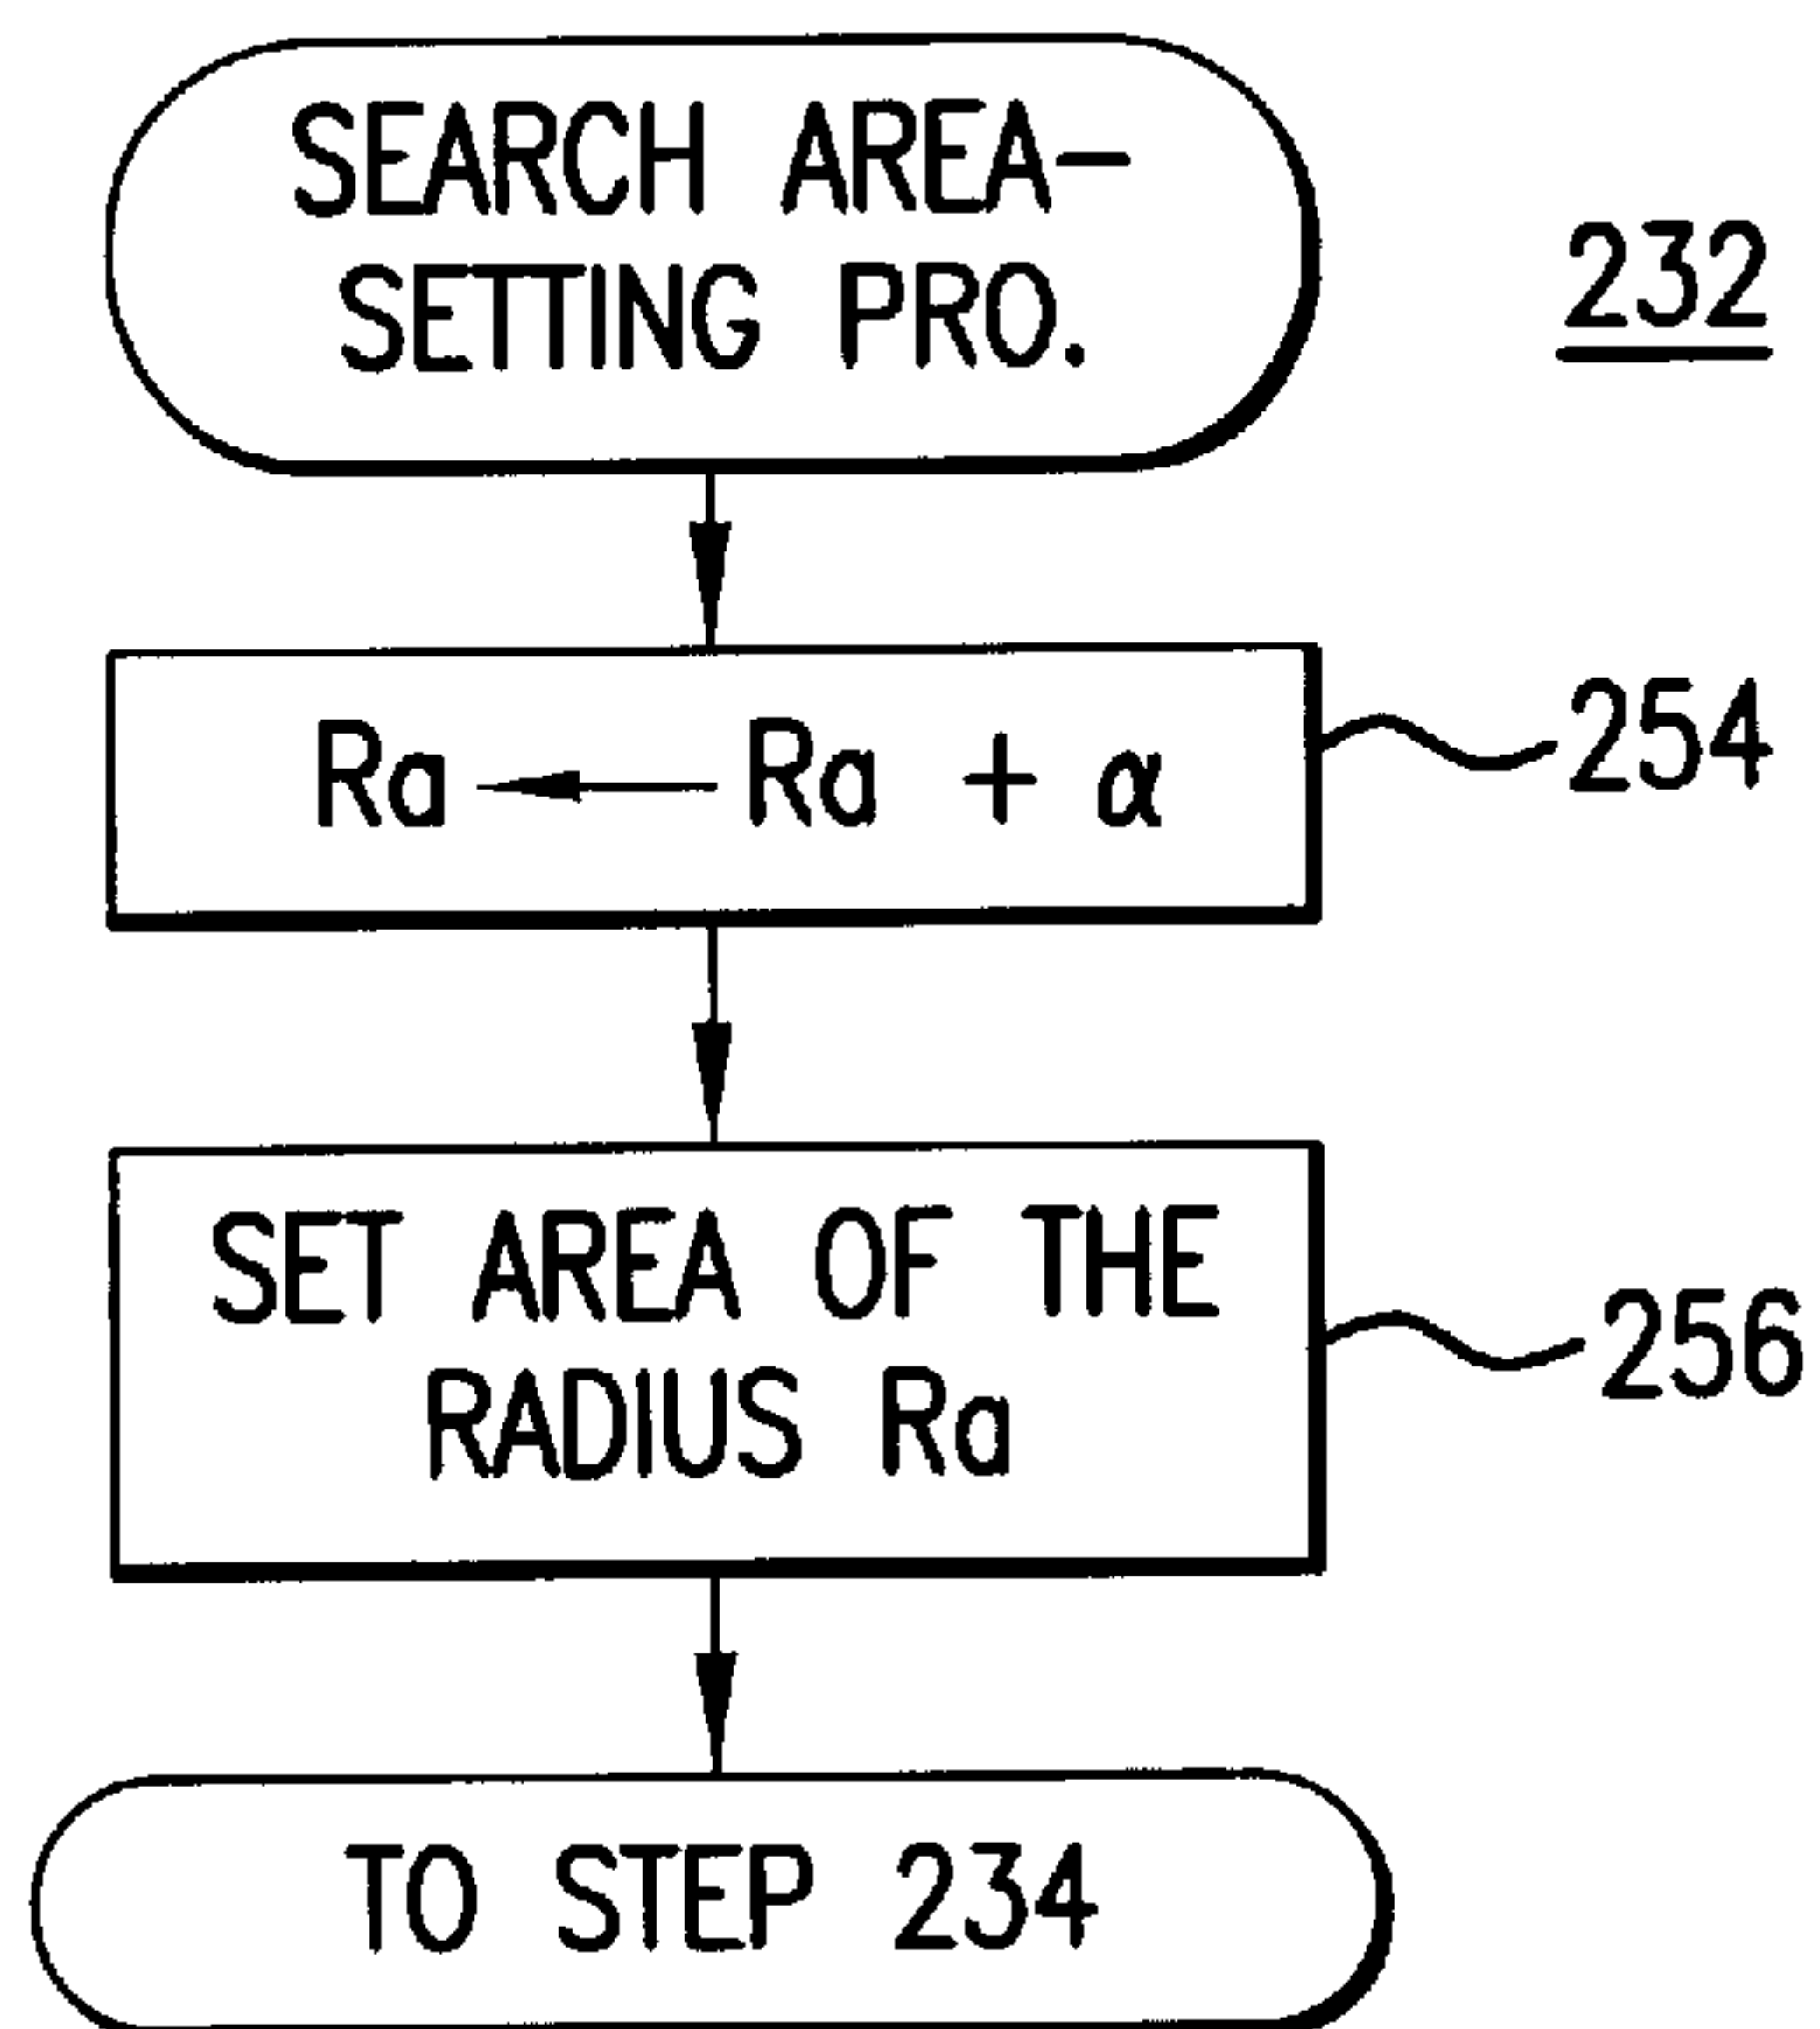 SEARCH AREA-
SETTING PRO.
232
Ra ← Ra + α
254
SET AREA OF THE
RADIUS Ra
256
TO STEP 234